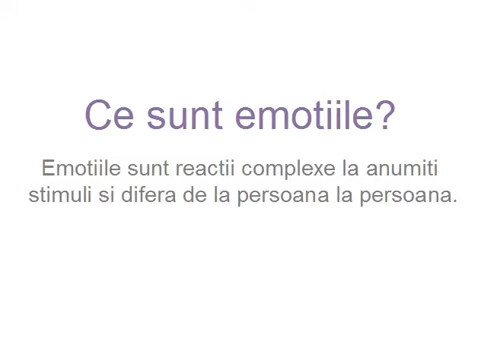 Ce sunt emotiile?
Emotiile sunt reactii complexe la anumiti
stimuli si difera de la persoana la persoana.